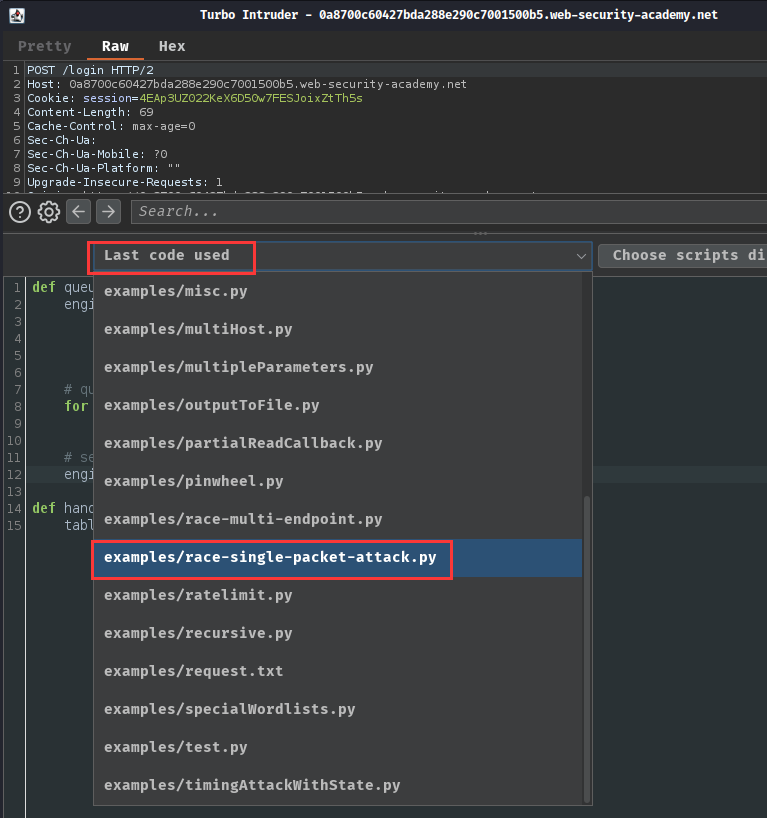 Turbo Intruder - 0a8700c60427bda288e290c7001500b5.web-security-academy.net
Pretty Raw Hex
1 POST /login HTTP/2
2 Host: 0a8700c60427bda288e290c7001500b5.web-security-academy.net
3 Cookie: session=4EAp3UZ022KeX6D50w7FESJoixZtTh5s
4 Content-Length: 69
5 Cache-Control: max-age=0
6 Sec-Ch-Ua:
7 Sec-Ch-Ua-Mobile: ?0
8 Sec-Ch-Ua-Platform: ""
9 Upgrade-Insecure-Requests: 1
Search...
Last code used
Choose scripts di
1 def queu
2 engi
3
4
5
6
7 # qu
8 for
9
10
11 # se
12 engi
13
14 def hand
15 tabl
examples/misc.py
examples/multiHost.py
examples/multipleParameters.py
examples/outputToFile.py
examples/partialReadCallback.py
examples/pinwheel.py
examples/race-multi-endpoint.py
examples/race-single-packet-attack.py
examples/ratelimit.py
examples/recursive.py
examples/request.txt
examples/specialWordlists.py
examples/test.py
examples/timingAttackWithState.py